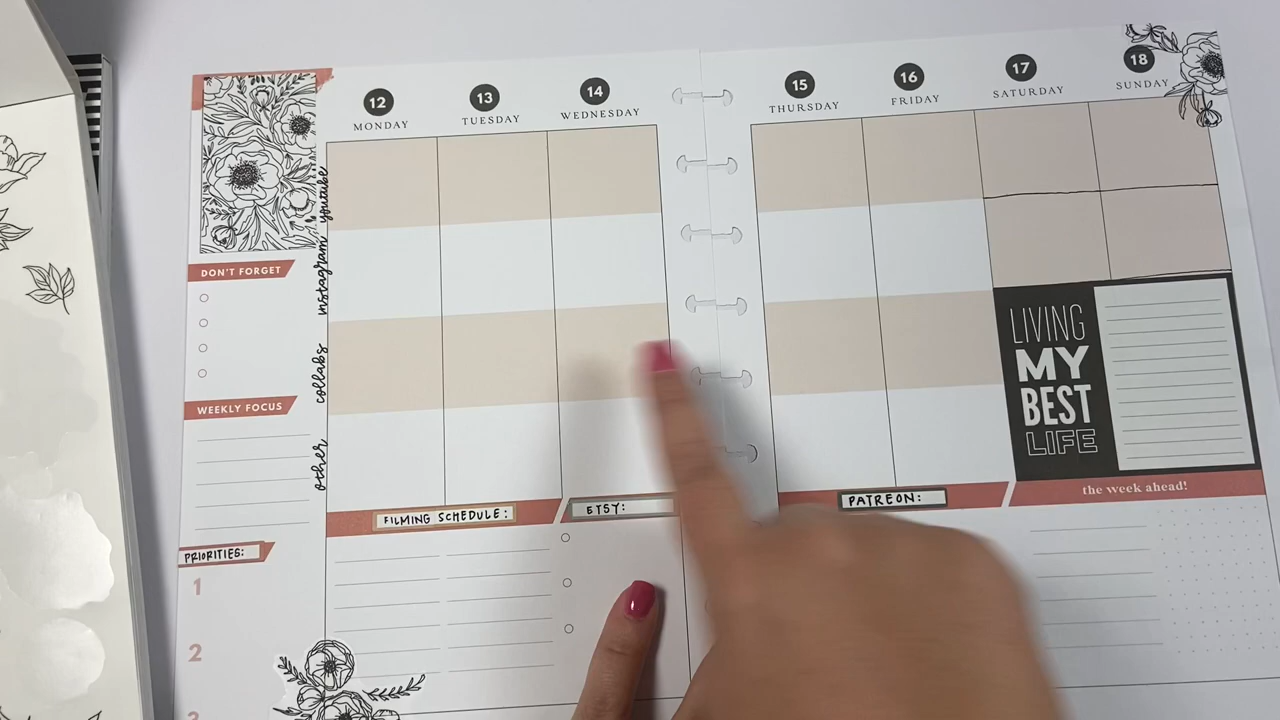 12
MONDAY
13
TUESDAY
14
WEDNESDAY
15
THURSDAY
16
FRIDAY
17
SATURDAY
18
SUNDAY
youtube
instagram
collabs
other
DON'T FORGET
WEEKLY FOCUS
PRIORITIES:
1
2
3
FILMING SCHEDULE:
ETSY:
PATREON:
LIVING
MY
BEST
LIFE
the week ahead!